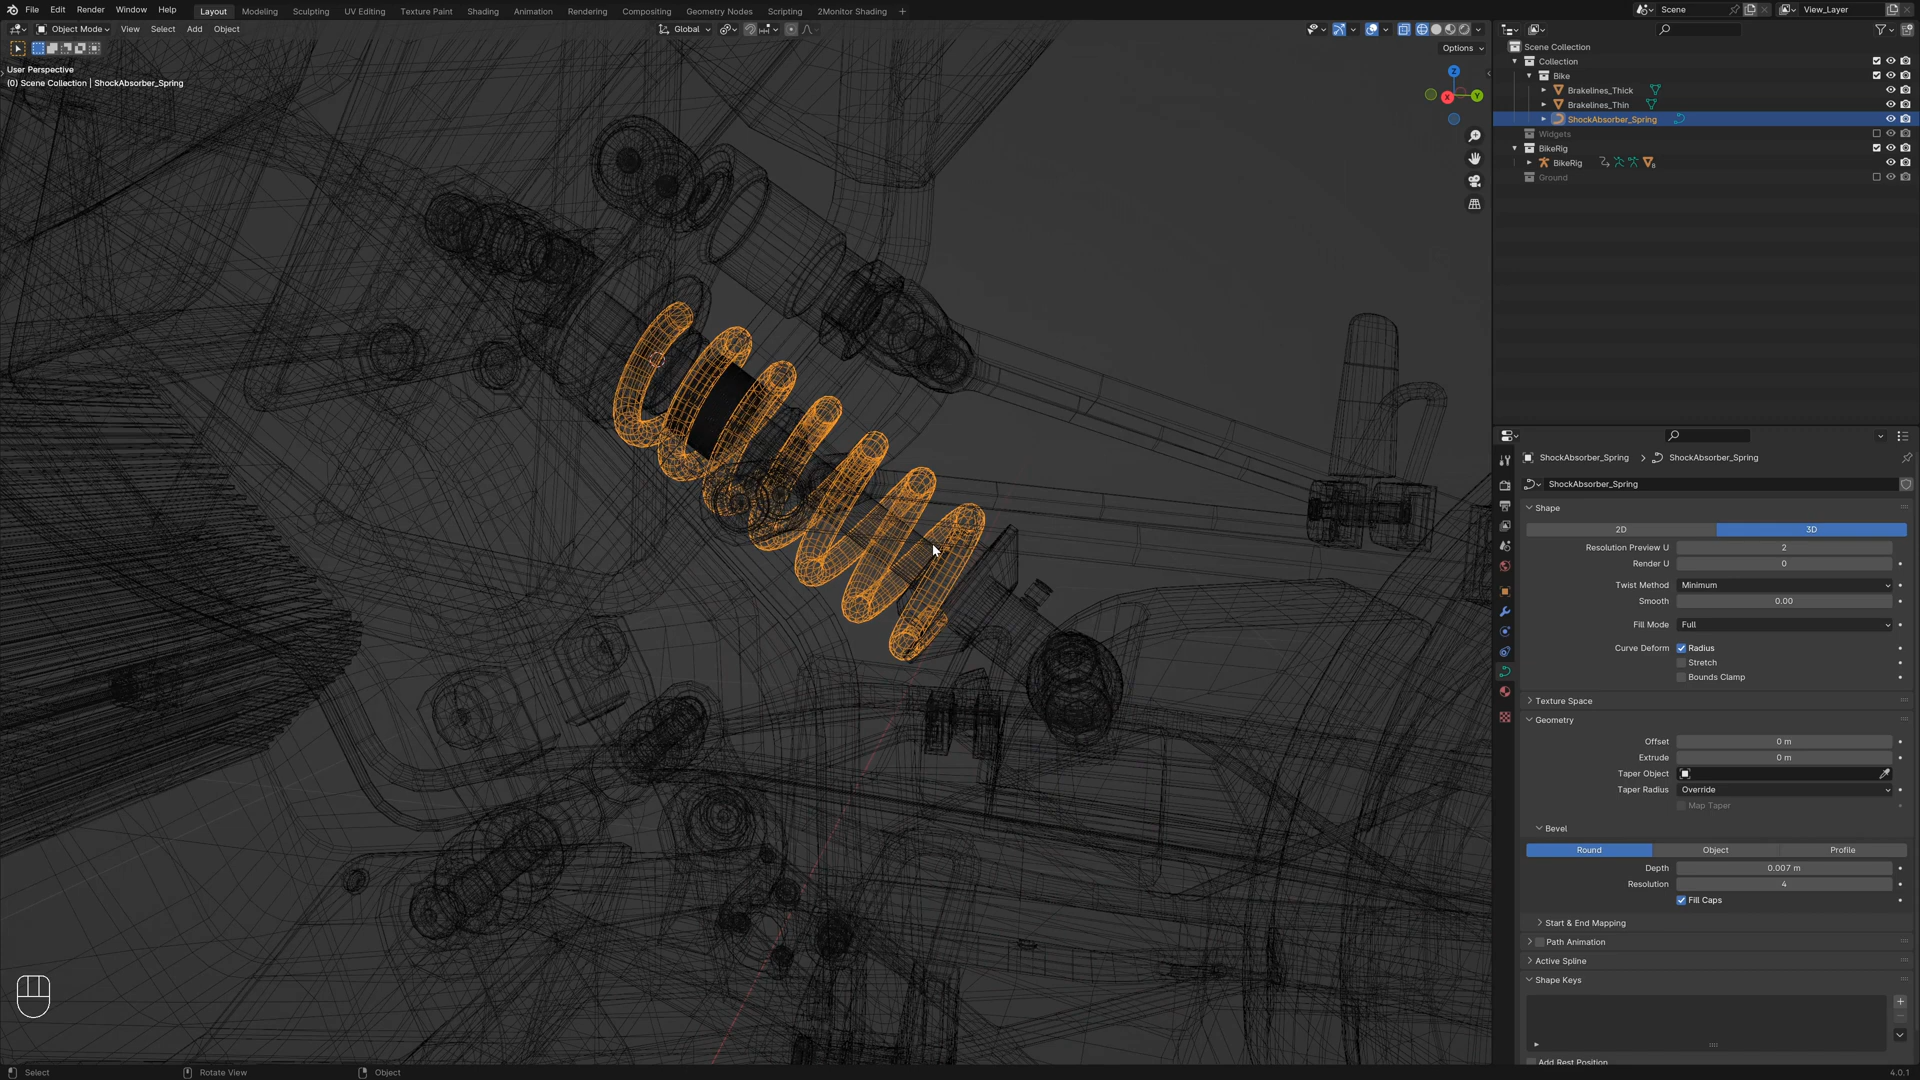 File Edit Render Window Help Layout Modeling Sculpting UV Editing Texture Paint Shading Animation Rendering Compositing Geometry Nodes Scripting 2Monitor Shading +
Scene View_Layer
Object Mode View Select Add Object Global
Options
User Perspective
(0) Scene Collection | ShockAbsorber_Spring
Z
Y
X
Scene Collection
Collection
Bike
Brakelines_Thick
Brakelines_Thin
ShockAbsorber_Spring
Widgets
BikeRig
BikeRig
Ground
ShockAbsorber_Spring > ShockAbsorber_Spring
ShockAbsorber_Spring
Shape
2D 3D
Resolution Preview U 2
Render U 0
Twist Method Minimum
Smooth 0.00
Fill Mode Full
Curve Deform Radius
Stretch
Bounds Clamp
Texture Space
Geometry
Offset 0 m
Extrude 0 m
Taper Object
Taper Radius Override
Map Taper
Bevel
Round Object Profile
Depth 0.007 m
Resolution 4
Fill Caps
Start & End Mapping
Path Animation
Active Spline
Shape Keys
Add Rest Position
Select Rotate View Object 4.0.1